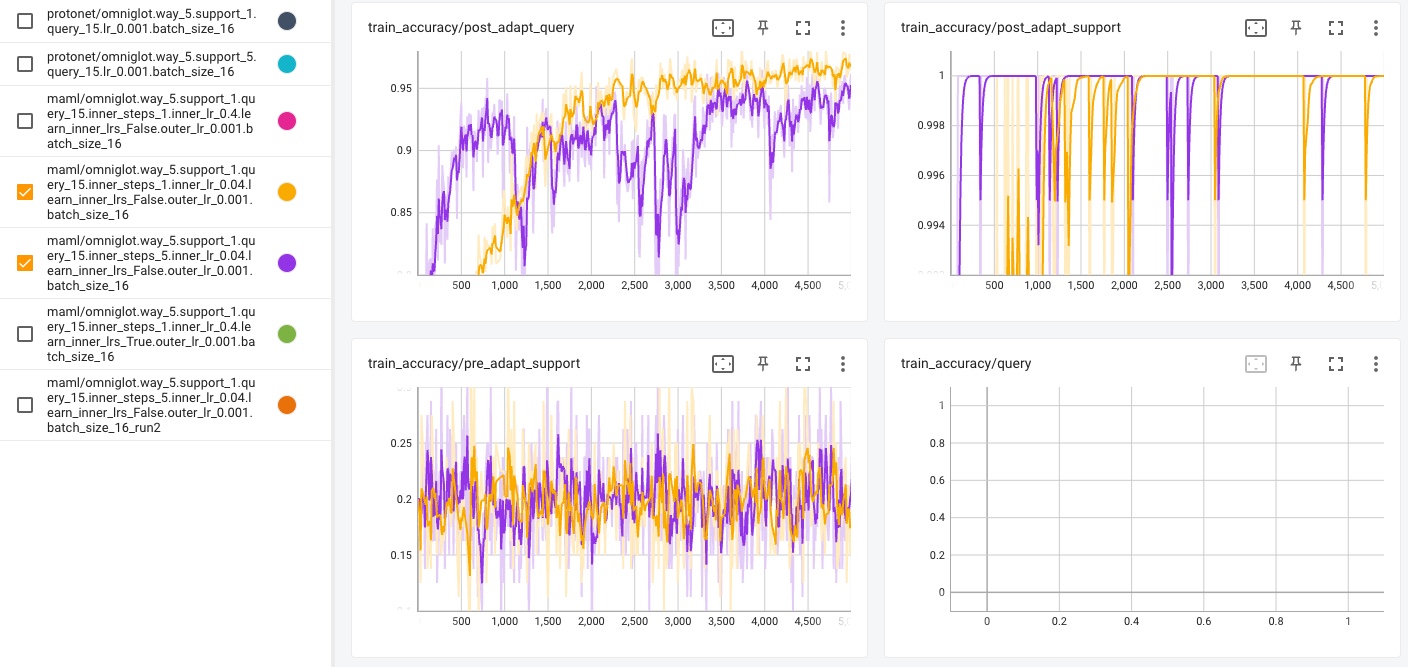 protonet/omniglot.way_5.support_1.
query_15.lr_0.001.batch_size_16
protonet/omniglot.way_5.support_5.
query_15.lr_0.001.batch_size_16
maml/omniglot.way_5.support_1.qu
ery_15.inner_steps_1.inner_lr_0.4.le
arn_inner_lrs_False.outer_lr_0.001.b
atch_size_16
maml/omniglot.way_5.support_1.qu
ery_15.inner_steps_1.inner_lr_0.04.l
earn_inner_lrs_False.outer_lr_0.001.
batch_size_16
maml/omniglot.way_5.support_1.qu
ery_15.inner_steps_5.inner_lr_0.04.l
earn_inner_lrs_False.outer_lr_0.001.
batch_size_16
maml/omniglot.way_5.support_1.qu
ery_15.inner_steps_1.inner_lr_0.4.le
arn_inner_lrs_True.outer_lr_0.001.ba
tch_size_16
maml/omniglot.way_5.support_1.qu
ery_15.inner_steps_5.inner_lr_0.04.l
earn_inner_lrs_False.outer_lr_0.001.
batch_size_16_run2
train_accuracy/post_adapt_query
0.95
0.9
0.85
500 1,000 1,500 2,000 2,500 3,000 3,500 4,000 4,500
train_accuracy/post_adapt_support
1
0.998
0.996
0.994
500 1,000 1,500 2,000 2,500 3,000 3,500 4,000 4,500
train_accuracy/pre_adapt_support
0.25
0.2
0.15
500 1,000 1,500 2,000 2,500 3,000 3,500 4,000 4,500
train_accuracy/query
1
0.8
0.6
0.4
0.2
0
0 0.2 0.4 0.6 0.8 1